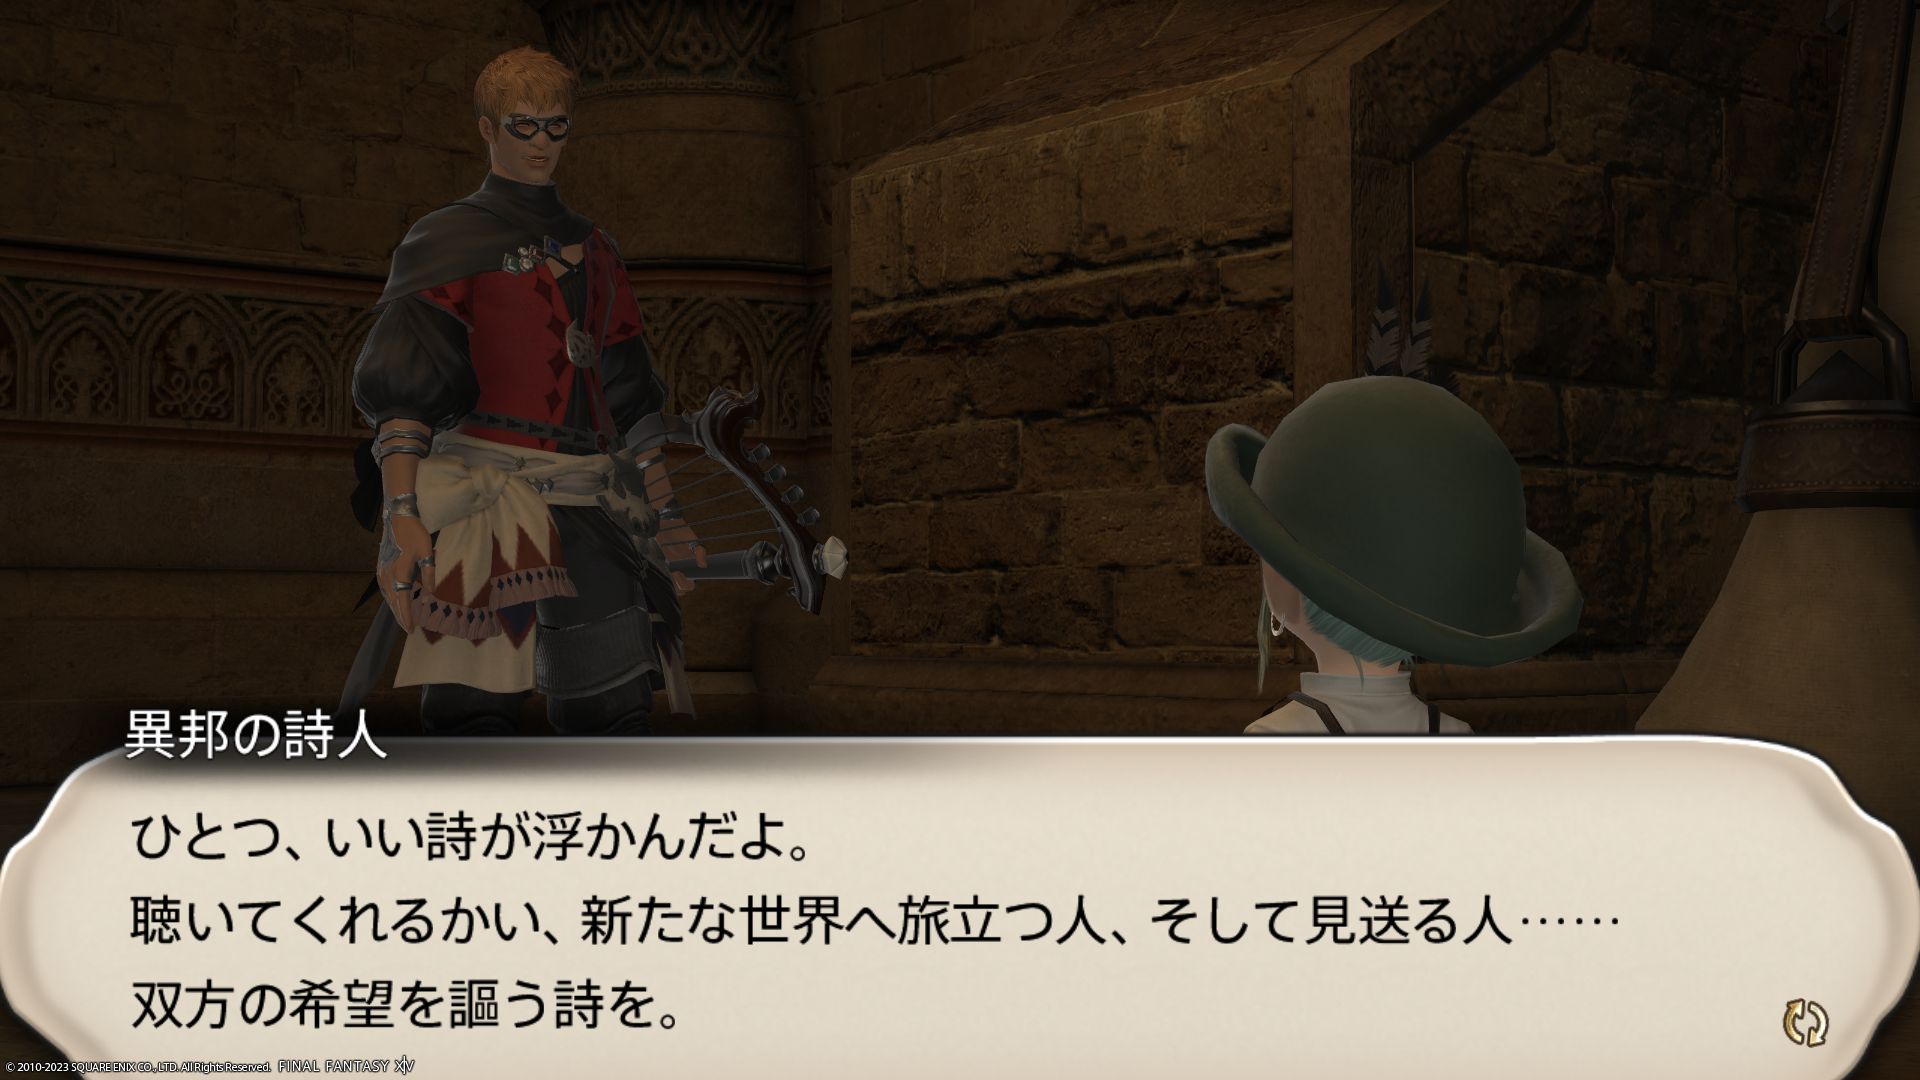 異邦の詩人
ひとつ、いい詩が浮かんだよ。
聴いてくれるかい、新たな世界へ旅立つ人、そして見送る人……
双方の希望を謳う詩を。
© 2010-2023 SQUARE ENIX CO., LTD. All Rights Reserved. FINAL FANTASY XIV